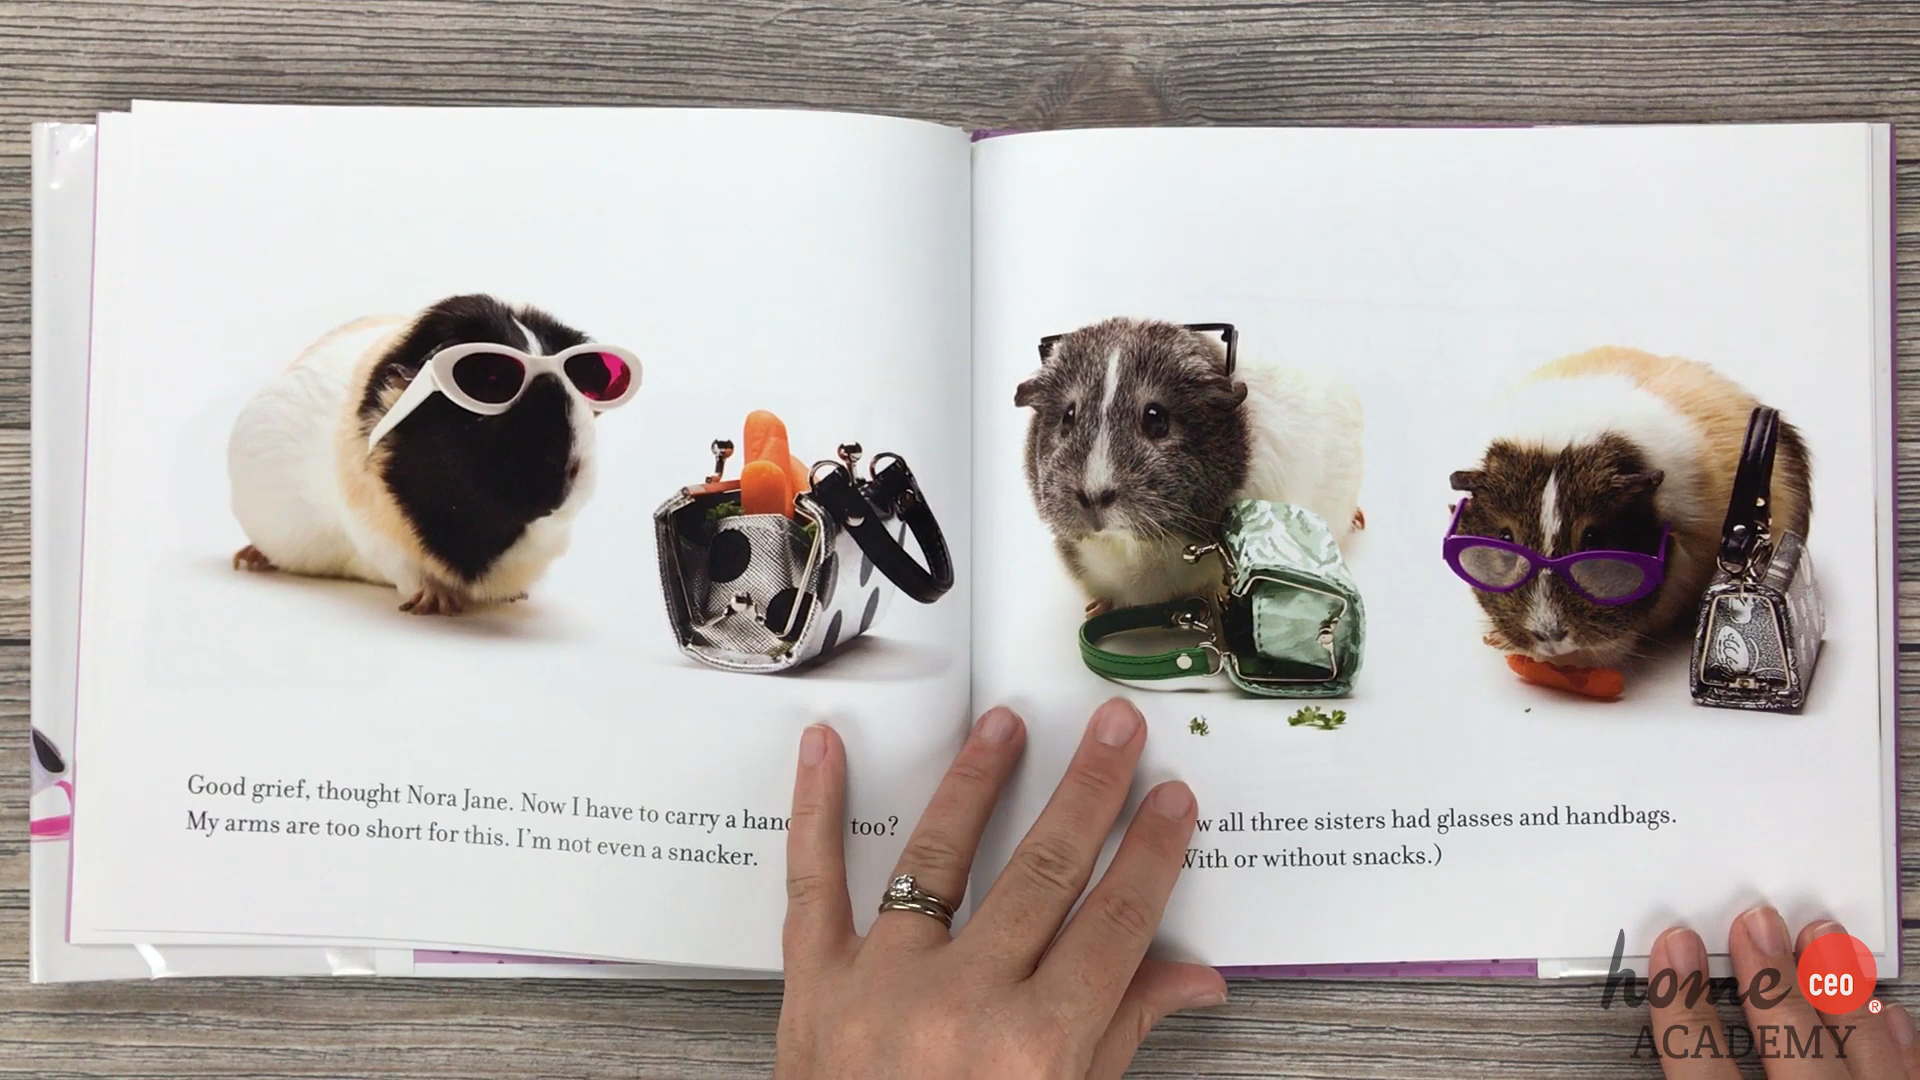 Good grief, thought Nora Jane. Now I have to carry a hand too?
My arms are too short for this. I'm not even a snacker.
w all three sisters had glasses and handbags.
With or without snacks.)
home ceo ®
ACADEMY